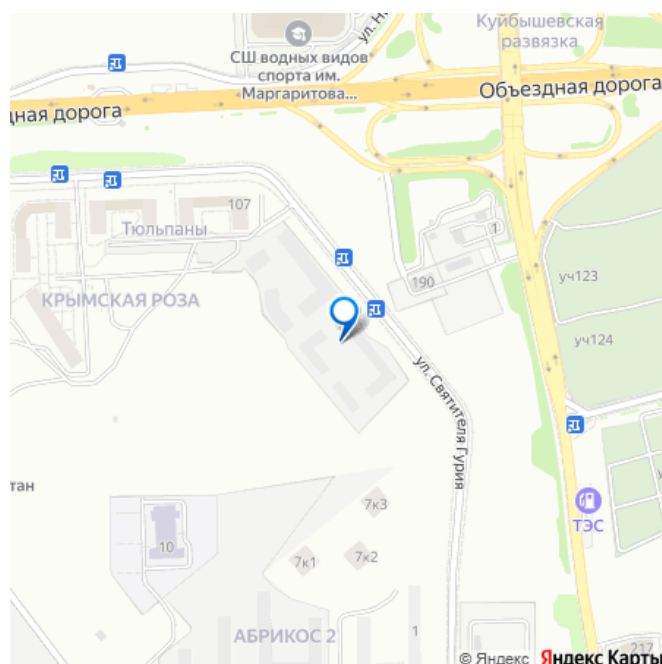 Куйбышевская
развязка
СШ водных видов
спорта им.
Маргаритова...
ул. Н
Объездная дорога
дная дорога
107
Тюльпаны
1
190
уч123
КРЫМСКАЯ РОЗА
уч124
ул. Святителя Гурия
тан
7к3
ТЭС
10
7к1
7к2
АБРИКОС 2
1
217
© Яндекс Яндекс Карты